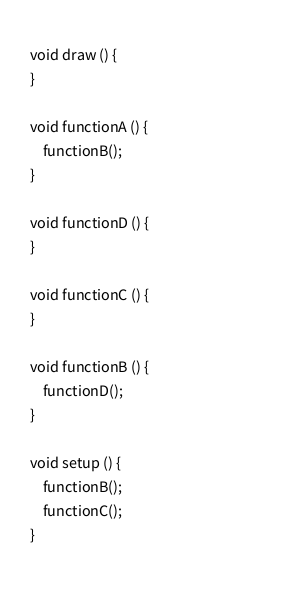 void draw () {
}

void functionA () {
    functionB();
}

void functionD () {
}

void functionC () {
}

void functionB () {
    functionD();
}

void setup () {
    functionB();
    functionC();
}